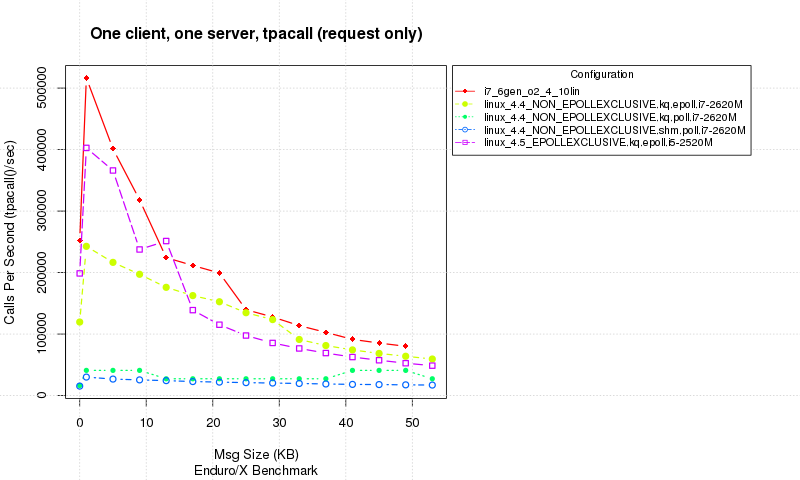 One client, one server, tpacall (request only)
Configuration
i7_6gen_o2_4_10lin
linux_4.4_NON_EPOLLEXCLUSIVE.kq.epoll.i7-2620M
linux_4.4_NON_EPOLLEXCLUSIVE.kq.poll.i7-2620M
linux_4.4_NON_EPOLLEXCLUSIVE.shm.poll.i7-2620M
linux_4.5_EPOLLEXCLUSIVE.kq.epoll.i5-2520M
Calls Per Second (tpacall()/sec)
500000
400000
300000
200000
100000
0
0 10 20 30 40 50
Msg Size (KB)
Enduro/X Benchmark